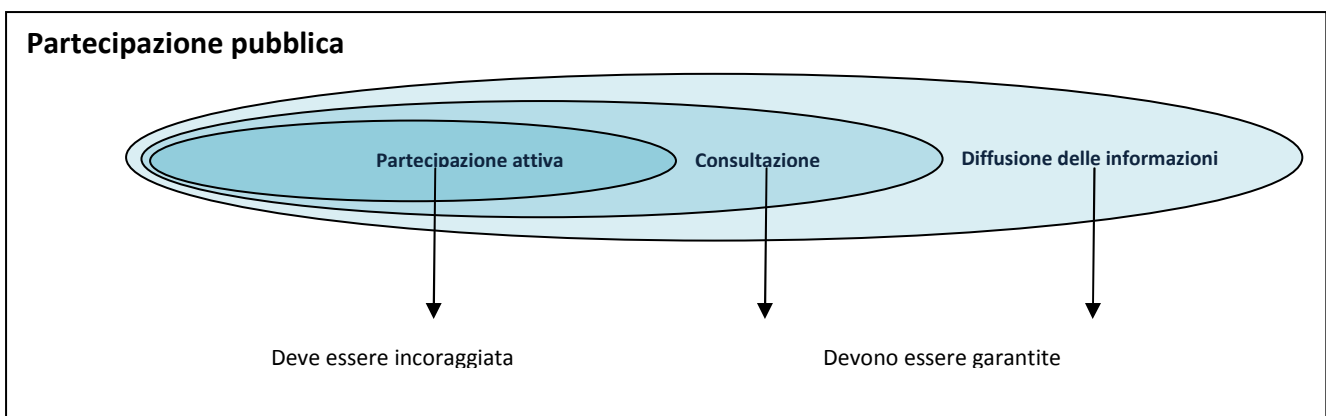 Partecipazione pubblica
Partecipazione attiva
Consultazione
Diffusione delle informazioni
Deve essere incoraggiata
Devono essere garantite